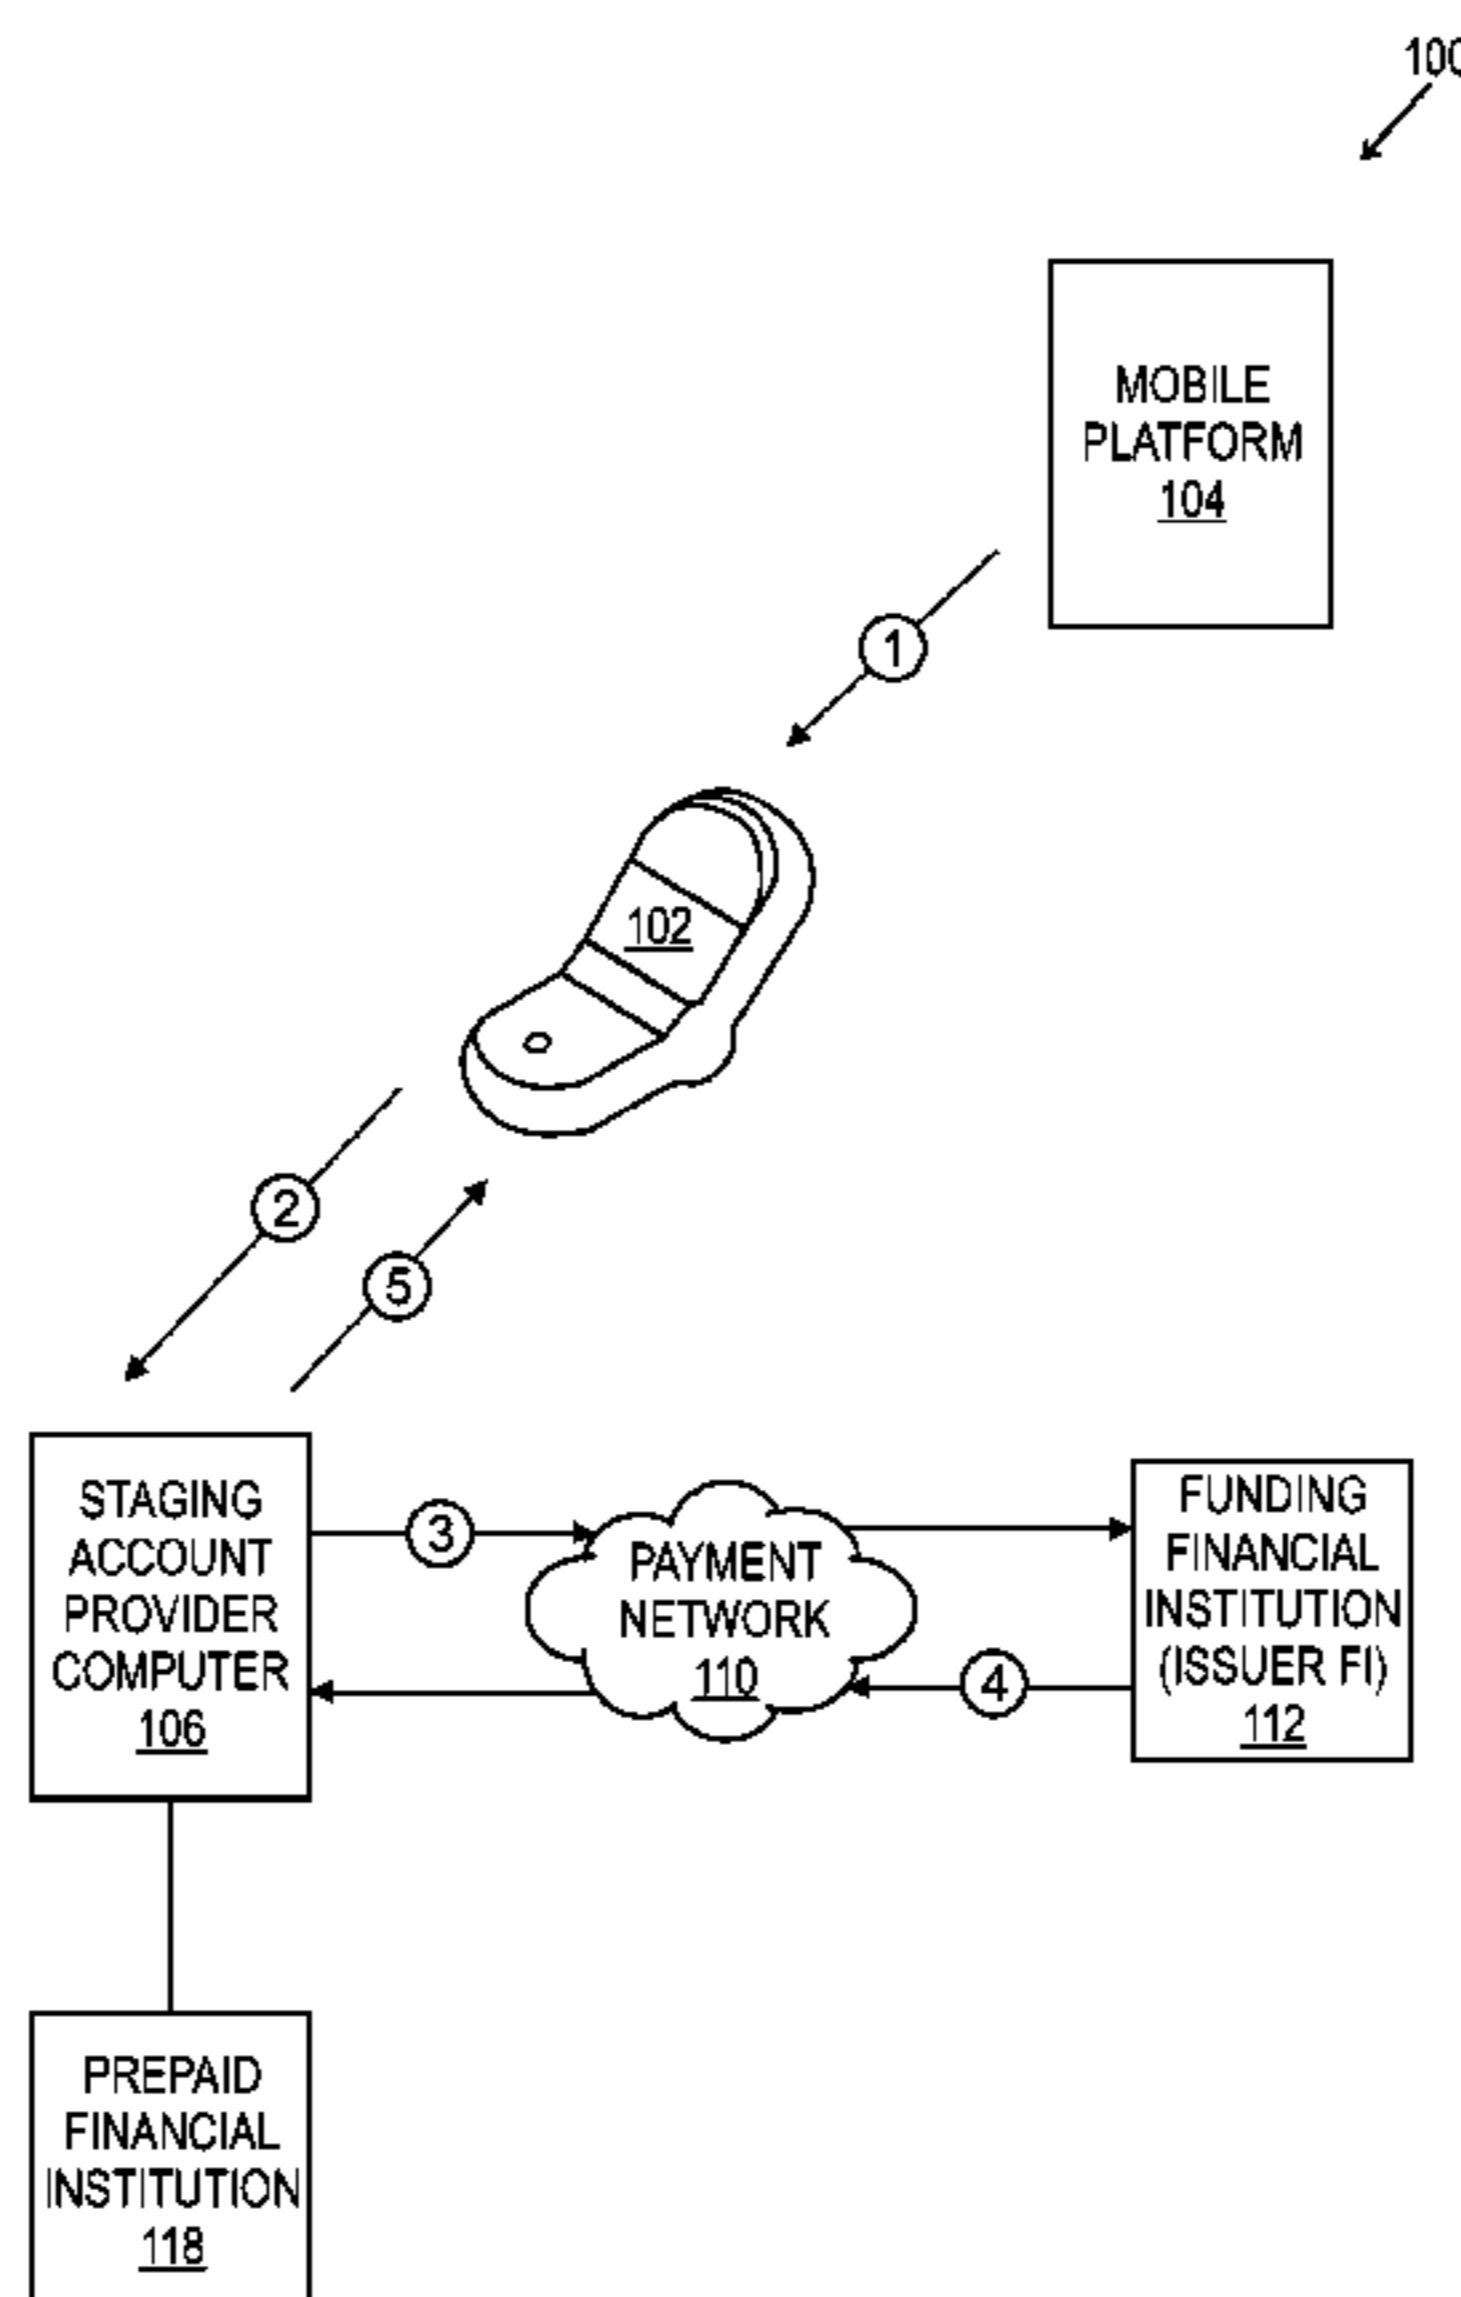 100
MOBILE
PLATFORM
104
1
102
2
5
STAGING
ACCOUNT
PROVIDER
COMPUTER
106
3
PAYMENT
NETWORK
110
4
FUNDING
FINANCIAL
INSTITUTION
(ISSUER FI)
112
PREPAID
FINANCIAL
INSTITUTION
118